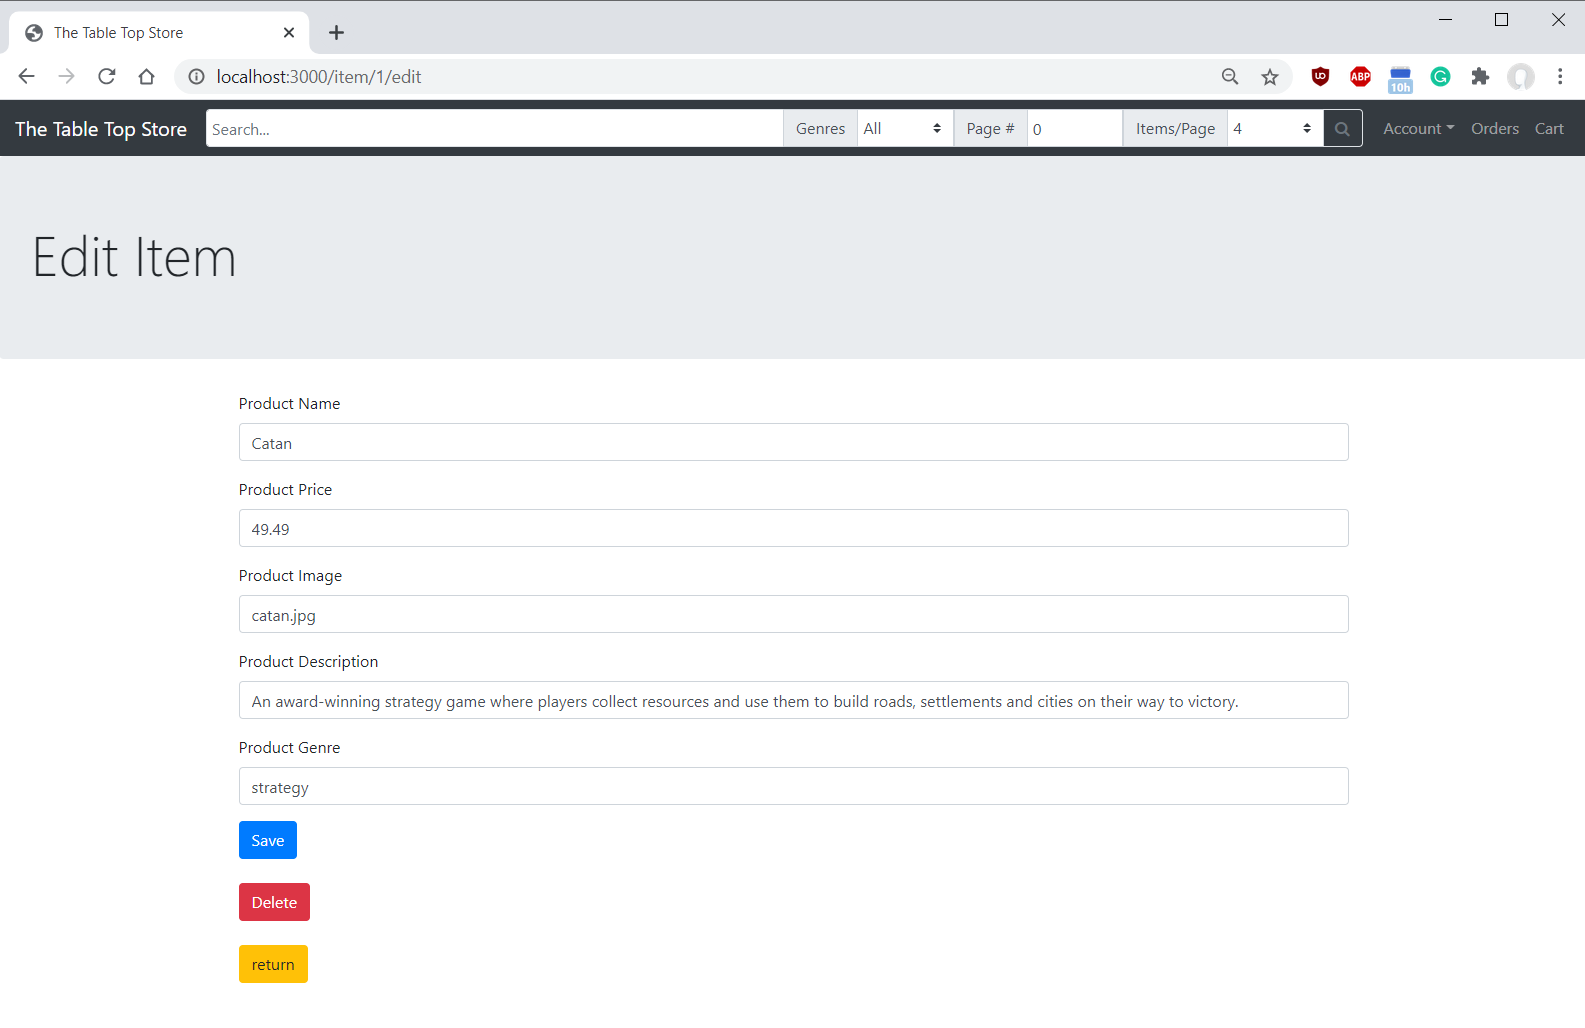 The Table Top Store
localhost:3000/item/1/edit
ABP
10h
The Table Top Store Search... Genres All Page # 0 Items/Page 4 Account Orders Cart
Edit Item
Product Name
Catan
Product Price
49.49
Product Image
catan.jpg
Product Description
An award-winning strategy game where players collect resources and use them to build roads, settlements and cities on their way to victory.
Product Genre
strategy
Save
Delete
return